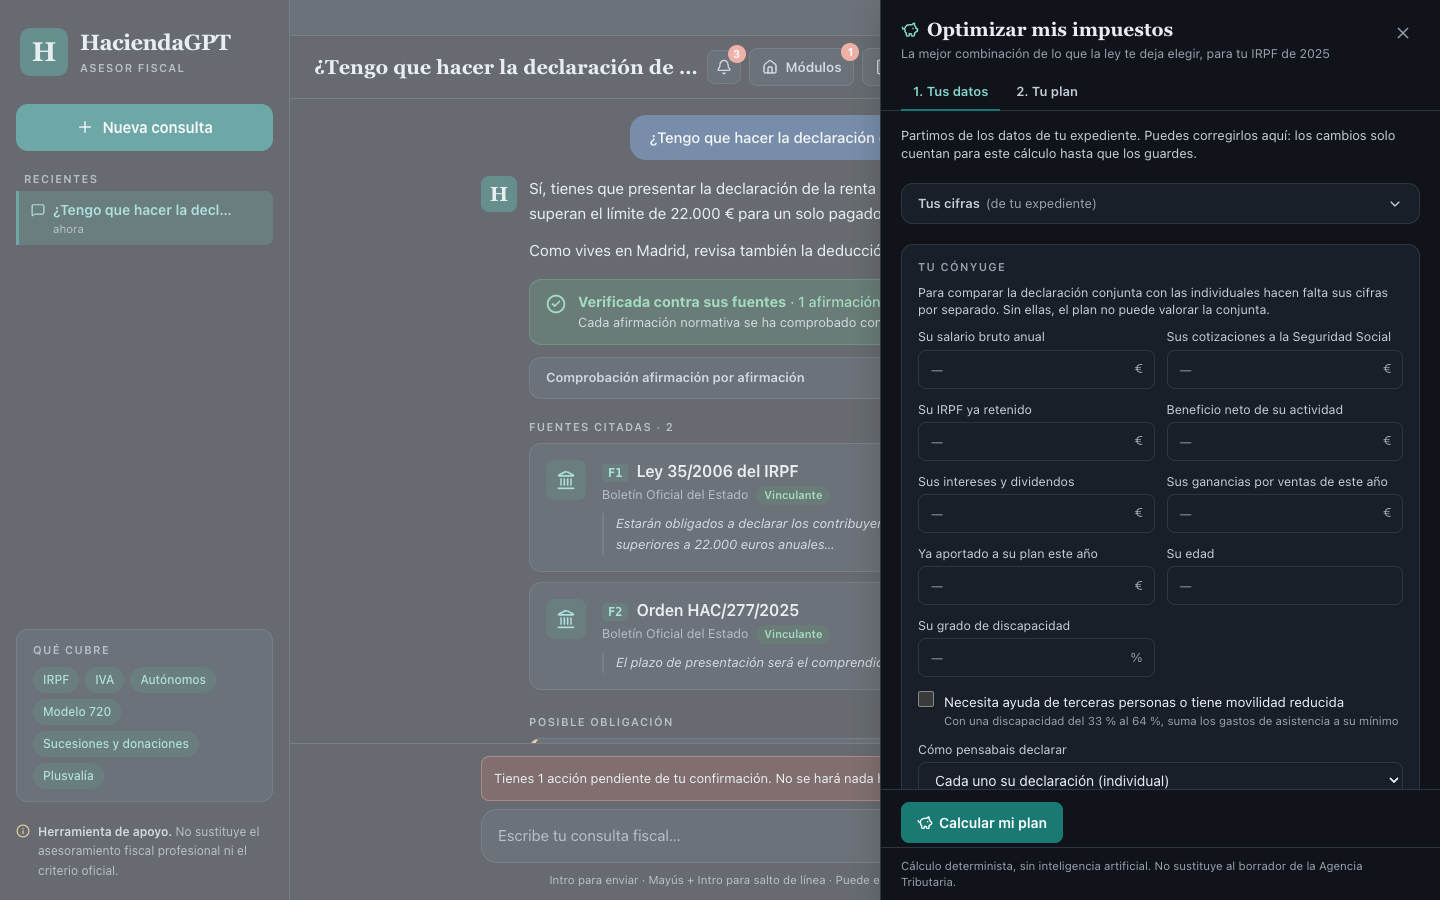 H
HaciendaGPT
ASESOR FISCAL
Nueva consulta
RECIENTES
¿Tengo que hacer la decl...
ahora
QUÉ CUBRE
IRPF
IVA
Autónomos
Modelo 720
Sucesiones y donaciones
Plusvalía
Herramienta de apoyo. No sustituye el
asesoramiento fiscal profesional ni el
criterio oficial.
¿Tengo que hacer la declaración de ...
3
Módulos
1
¿Tengo que hacer la declaración
H
Sí, tienes que presentar la declaración de la renta
superan el límite de 22.000 € para un solo pagado
Como vives en Madrid, revisa también la deducció
Verificada contra sus fuentes · 1 afirmación
Cada afirmación normativa se ha comprobado con
Comprobación afirmación por afirmación
FUENTES CITADAS · 2
F1 Ley 35/2006 del IRPF
Boletín Oficial del Estado Vinculante
Estarán obligados a declarar los contribuyen
superiores a 22.000 euros anuales...
F2 Orden HAC/277/2025
Boletín Oficial del Estado Vinculante
El plazo de presentación será el comprendid
POSIBLE OBLIGACIÓN
Tienes 1 acción pendiente de tu confirmación. No se hará nada
Escribe tu consulta fiscal...
Intro para enviar · Mayús + Intro para salto de línea · Puede e
Optimizar mis impuestos
La mejor combinación de lo que la ley te deja elegir, para tu IRPF de 2025
1. Tus datos
2. Tu plan
Partimos de los datos de tu expediente. Puedes corregirlos aquí: los cambios solo
cuentan para este cálculo hasta que los guardes.
Tus cifras (de tu expediente)
TU CÓNYUGE
Para comparar la declaración conjunta con las individuales hacen falta sus cifras
por separado. Sin ellas, el plan no puede valorar la conjunta.
Su salario bruto anual
Sus cotizaciones a la Seguridad Social
— €
— €
Su IRPF ya retenido
Beneficio neto de su actividad
— €
— €
Sus intereses y dividendos
Sus ganancias por ventas de este año
— €
— €
Ya aportado a su plan este año
Su edad
— €
—
Su grado de discapacidad
— %
Necesita ayuda de terceras personas o tiene movilidad reducida
Con una discapacidad del 33 % al 64 %, suma los gastos de asistencia a su mínimo
Cómo pensabais declarar
Cada uno su declaración (individual)
Calcular mi plan
Cálculo determinista, sin inteligencia artificial. No sustituye al borrador de la Agencia
Tributaria.